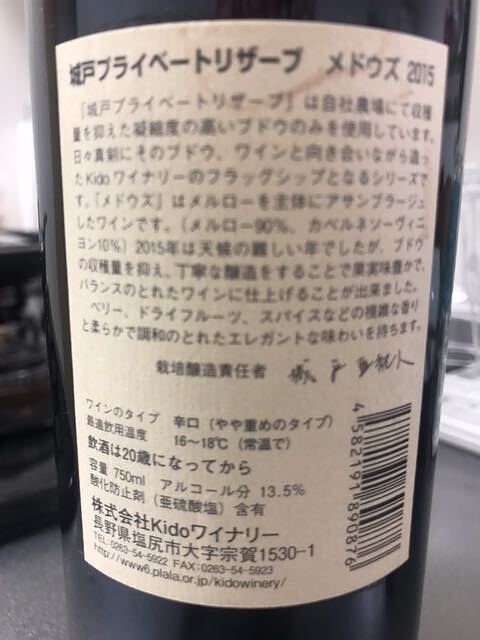 城戸プライベートリザーブ メドウズ 2015
「城戸プライベートリザーブ」は自社農場にて収穫
量を抑えた凝縮度の高いブドウのみを使用しています。
日々真剣にそのブドウ、ワインと向き合いながら造っ
たKidoワイナリーのフラッグシップとなるシリーズで
す。「メドウズ」はメルローを主体にアサンブラージュ
したワインです。（メルロー90%、カベルネソーヴィニ
ヨン10%）2015年は天候の難しい年でしたが、ブドウ
の収穫量を抑え、丁寧な醸造をすることで果実味豊かで、
バランスのとれたワインに仕上げることが出来ました。
ベリー、ドライフルーツ、スパイスなどの複雑な香り
と柔らかで調和のとれたエレガントな味わいを持ちます。
栽培醸造責任者 城戸亜紀人
ワインのタイプ 辛口（やや重めのタイプ）
最適飲用温度 16〜18℃（常温で）
飲酒は20歳になってから
容量 750ml アルコール分 13.5%
酸化防止剤（亜硫酸塩）含有
株式会社Kidoワイナリー
長野県塩尻市大字宗賀1530-1
TEL:0263-54-5922 FAX:0263-54-5923
http://www6.plala.or.jp/kidowinery/
4582191890876